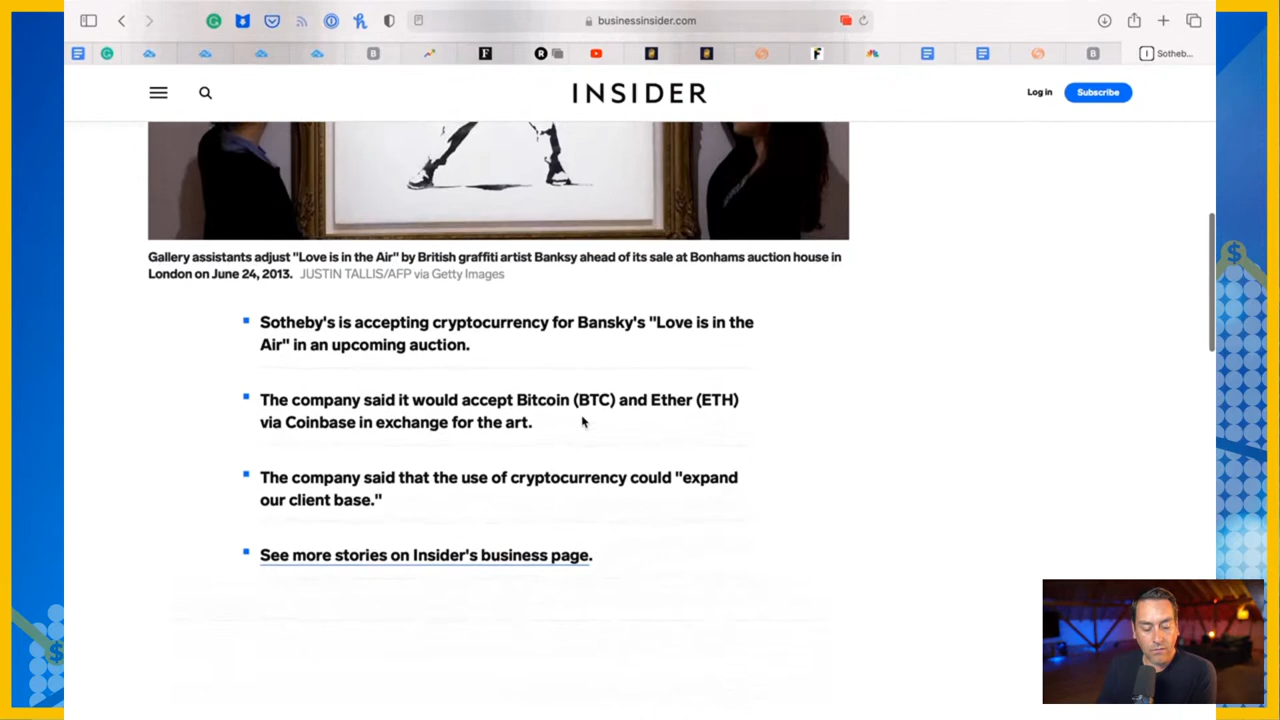 businessinsider.com
Sotheb...
INSIDER
Log in
Subscribe
Gallery assistants adjust "Love is in the Air" by British graffiti artist Banksy ahead of its sale at Bonhams auction house in
London on June 24, 2013. JUSTIN TALLIS/AFP via Getty Images
Sotheby's is accepting cryptocurrency for Bansky's "Love is in the
Air" in an upcoming auction.
The company said it would accept Bitcoin (BTC) and Ether (ETH)
via Coinbase in exchange for the art.
The company said that the use of cryptocurrency could "expand
our client base."
See more stories on Insider's business page.